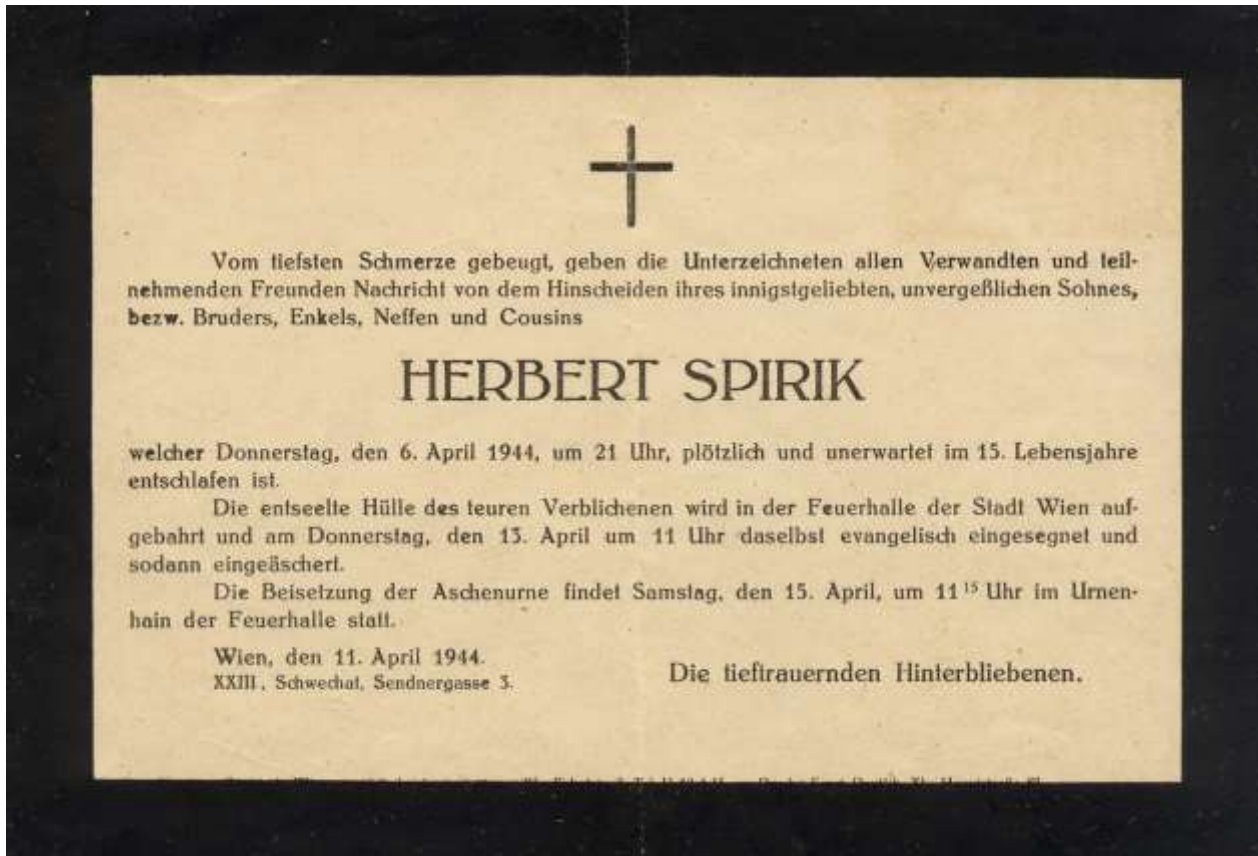 Vom tiefsten Schmerze gebeugt, geben die Unterzeichneten allen Verwandten und teil-
nehmenden Freunden Nachricht von dem Hinscheiden ihres innigstgeliebten, unvergeßlichen Sohnes,
bezw. Bruders, Enkels, Neffen und Cousins
HERBERT SPIRIK
welcher Donnerstag, den 6. April 1944, um 21 Uhr, plötzlich und unerwartet im 15. Lebensjahre
entschlafen ist.
Die entseelte Hülle des teuren Verblichenen wird in der Feuerhalle der Stadt Wien auf-
gebahrt und am Donnerstag, den 13. April um 11 Uhr daselbst evangelisch eingesegnet und
sodann eingeäschert.
Die Beisetzung der Aschenurne findet Samstag, den 15. April, um 11 15 Uhr im Urnen-
hain der Feuerhalle statt.
Wien, den 11. April 1944.
XXIII, Schwechat, Sendnergasse 3.
Die tieftrauernden Hinterbliebenen.